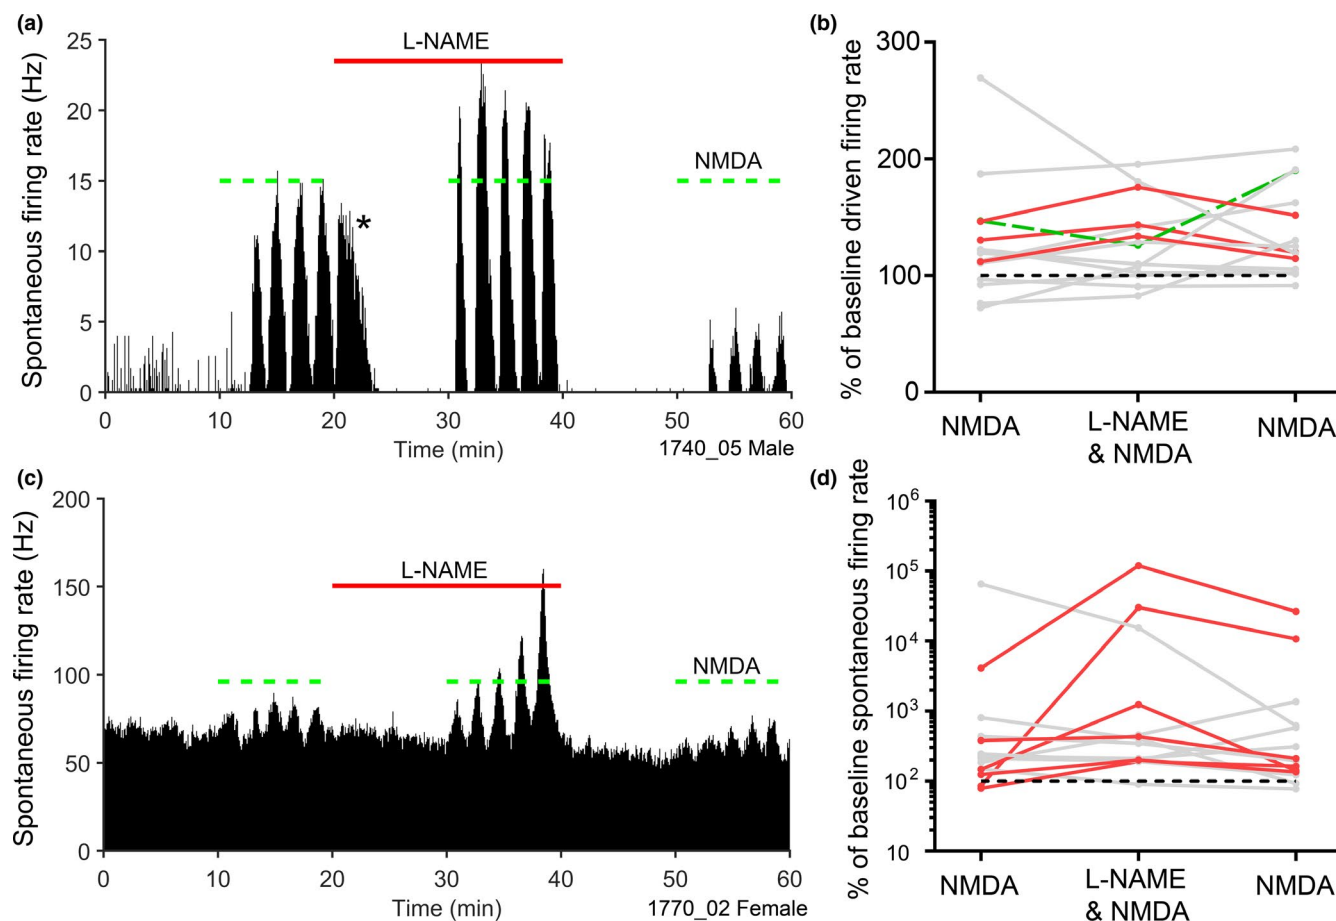 (a)
25
20
15
10
5
0
Spontaneous firing rate (Hz)
L-NAME
NMDA
*
0 10 20 30 40 50 60
Time (min)
1740_05 Male
(b)
300
200
100
0
% of baseline driven firing rate
NMDA
L-NAME
& NMDA
NMDA
(c)
200
150
100
50
0
Spontaneous firing rate (Hz)
L-NAME
NMDA
0 10 20 30 40 50 60
Time (min)
1770_02 Female
(d)
10⁶
10⁵
10⁴
10³
10²
10
% of baseline spontaneous firing rate
NMDA
L-NAME
& NMDA
NMDA